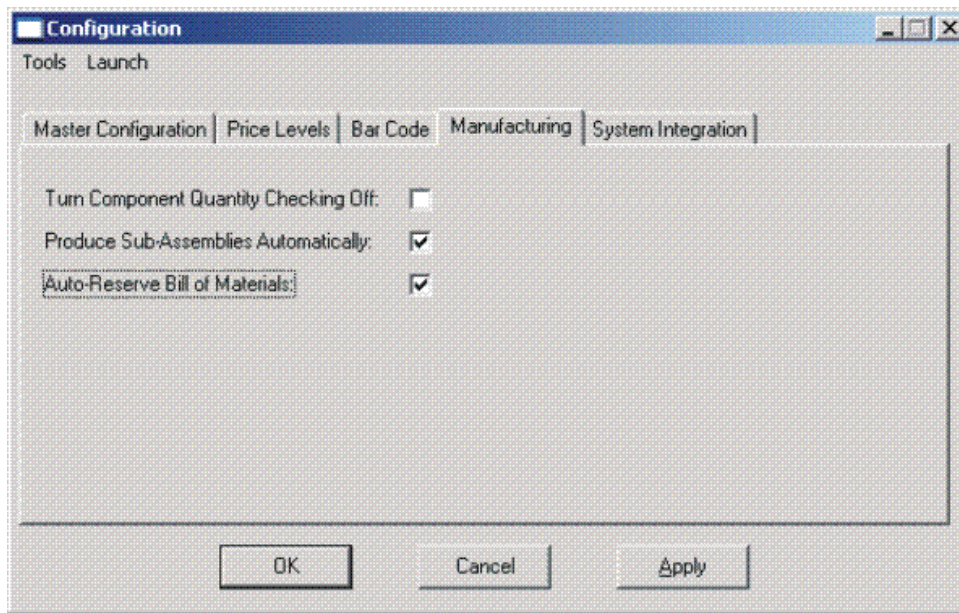 Configuration
Tools Launch
Master Configuration Price Levels Bar Code Manufacturing System Integration
Turn Component Quantity Checking Off:
Produce Sub-Assemblies Automatically:
Auto-Reserve Bill of Materials:
OK Cancel Apply